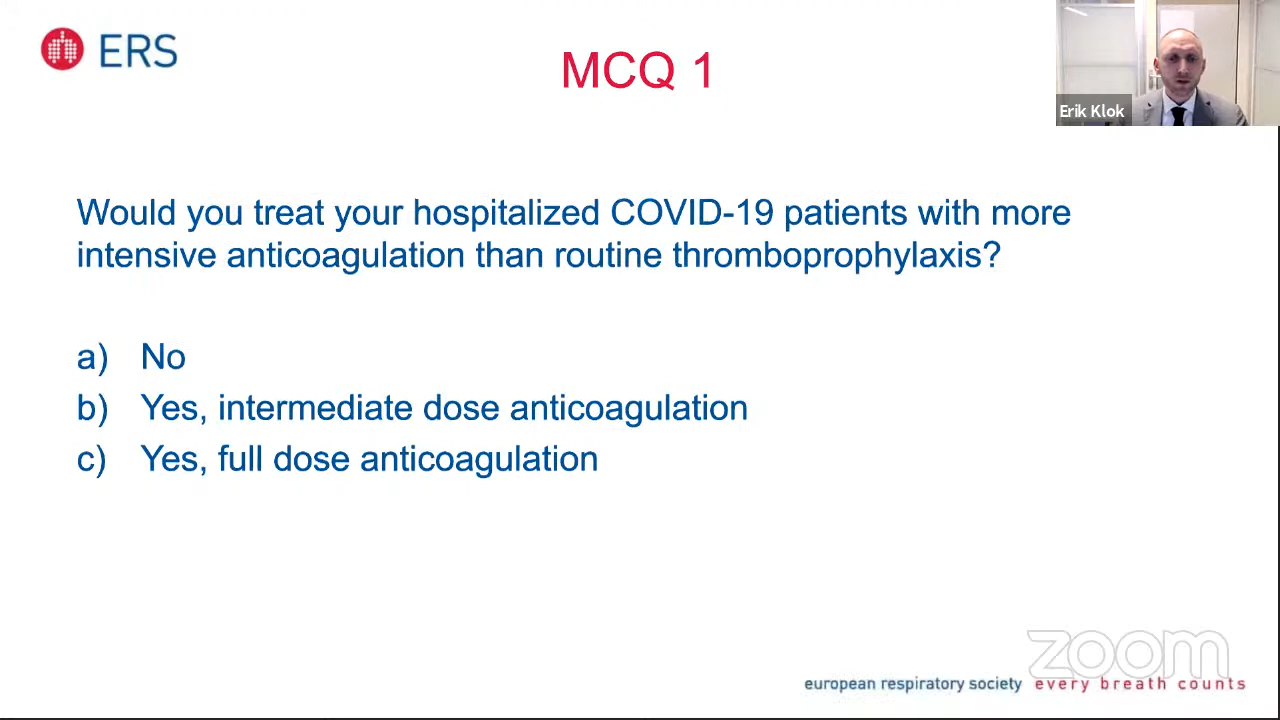 ERS
MCQ 1
Erik Klok
Would you treat your hospitalized COVID-19 patients with more
intensive anticoagulation than routine thromboprophylaxis?
a) No
b) Yes, intermediate dose anticoagulation
c) Yes, full dose anticoagulation
zoom
european respiratory society every breath counts